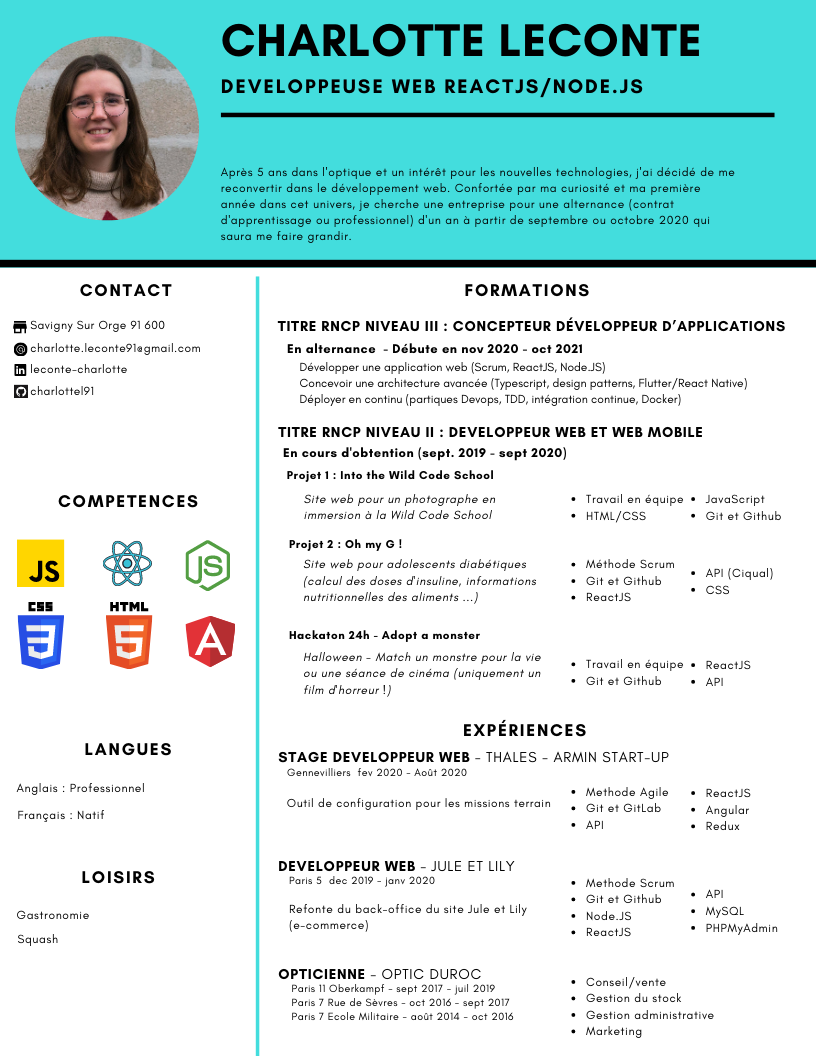 CHARLOTTE LECONTE
DEVELOPPEUSE WEB REACTJS/NODE.JS
Après 5 ans dans l'optique et un intérêt pour les nouvelles technologies, j'ai décidé de me
reconvertir dans le développement web. Confortée par ma curiosité et ma première
année dans cet univers, je cherche une entreprise pour une alternance (contrat
d'apprentissage ou professionnel) d'un an à partir de septembre ou octobre 2020 qui
saura me faire grandir.
CONTACT
Savigny Sur Orge 91 600
charlotte.leconte91@gmail.com
leconte-charlotte
charlottel91
COMPETENCES
JS
JS
CSS
HTML
3
5
A
LANGUES
Anglais : Professionnel
Français : Natif
LOISIRS
Gastronomie
Squash
FORMATIONS
TITRE RNCP NIVEAU III : CONCEPTEUR DÉVELOPPEUR D'APPLICATIONS
En alternance - Débute en nov 2020 - oct 2021
Développer une application web (Scrum, ReactJS, Node.JS)
Concevoir une architecture avancée (Typescript, design patterns, Flutter/React Native)
Déployer en continu (partiques Devops, TDD, intégration continue, Docker)
TITRE RNCP NIVEAU II : DEVELOPPEUR WEB ET WEB MOBILE
En cours d'obtention (sept. 2019 - sept 2020)
Projet 1 : Into the Wild Code School
Site web pour un photographe en
immersion à la Wild Code School
• Travail en équipe
• HTML/CSS
• JavaScript
• Git et Github
Projet 2 : Oh my G !
Site web pour adolescents diabétiques
(calcul des doses d'insuline, informations
nutritionnelles des aliments ...)
• Méthode Scrum
• Git et Github
• ReactJS
• API (Ciqual)
• CSS
Hackaton 24h - Adopt a monster
Halloween - Match un monstre pour la vie
ou une séance de cinéma (uniquement un
film d'horreur !)
• Travail en équipe
• Git et Github
• ReactJS
• API
EXPÉRIENCES
STAGE DEVELOPPEUR WEB - THALES - ARMIN START-UP
Gennevilliers fev 2020 - Août 2020
Outil de configuration pour les missions terrain
• Methode Agile
• Git et GitLab
• API
• ReactJS
• Angular
• Redux
DEVELOPPEUR WEB - JULE ET LILY
Paris 5 dec 2019 - janv 2020
Refonte du back-office du site Jule et Lily
(e-commerce)
• Methode Scrum
• Git et Github
• Node.JS
• ReactJS
• API
• MySQL
• PHPMyAdmin
OPTICIENNE - OPTIC DUROC
Paris 11 Oberkampf - sept 2017 - juil 2019
Paris 7 Rue de Sèvres - oct 2016 - sept 2017
Paris 7 Ecole Militaire - août 2014 - oct 2016
• Conseil/vente
• Gestion du stock
• Gestion administrative
• Marketing